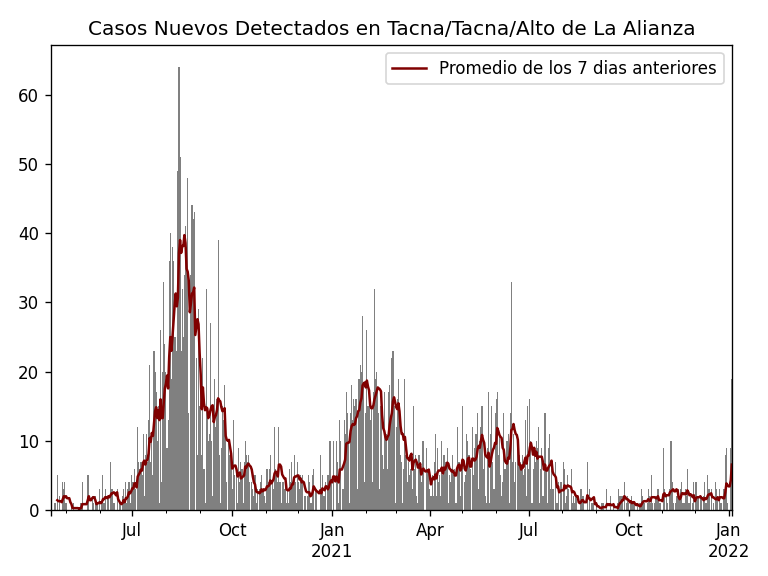 Casos Nuevos Detectados en Tacna/Tacna/Alto de La Alianza
Promedio de los 7 dias anteriores
60
50
40
30
20
10
0
Jul Oct Jan Apr Jul Oct Jan
2021 2022